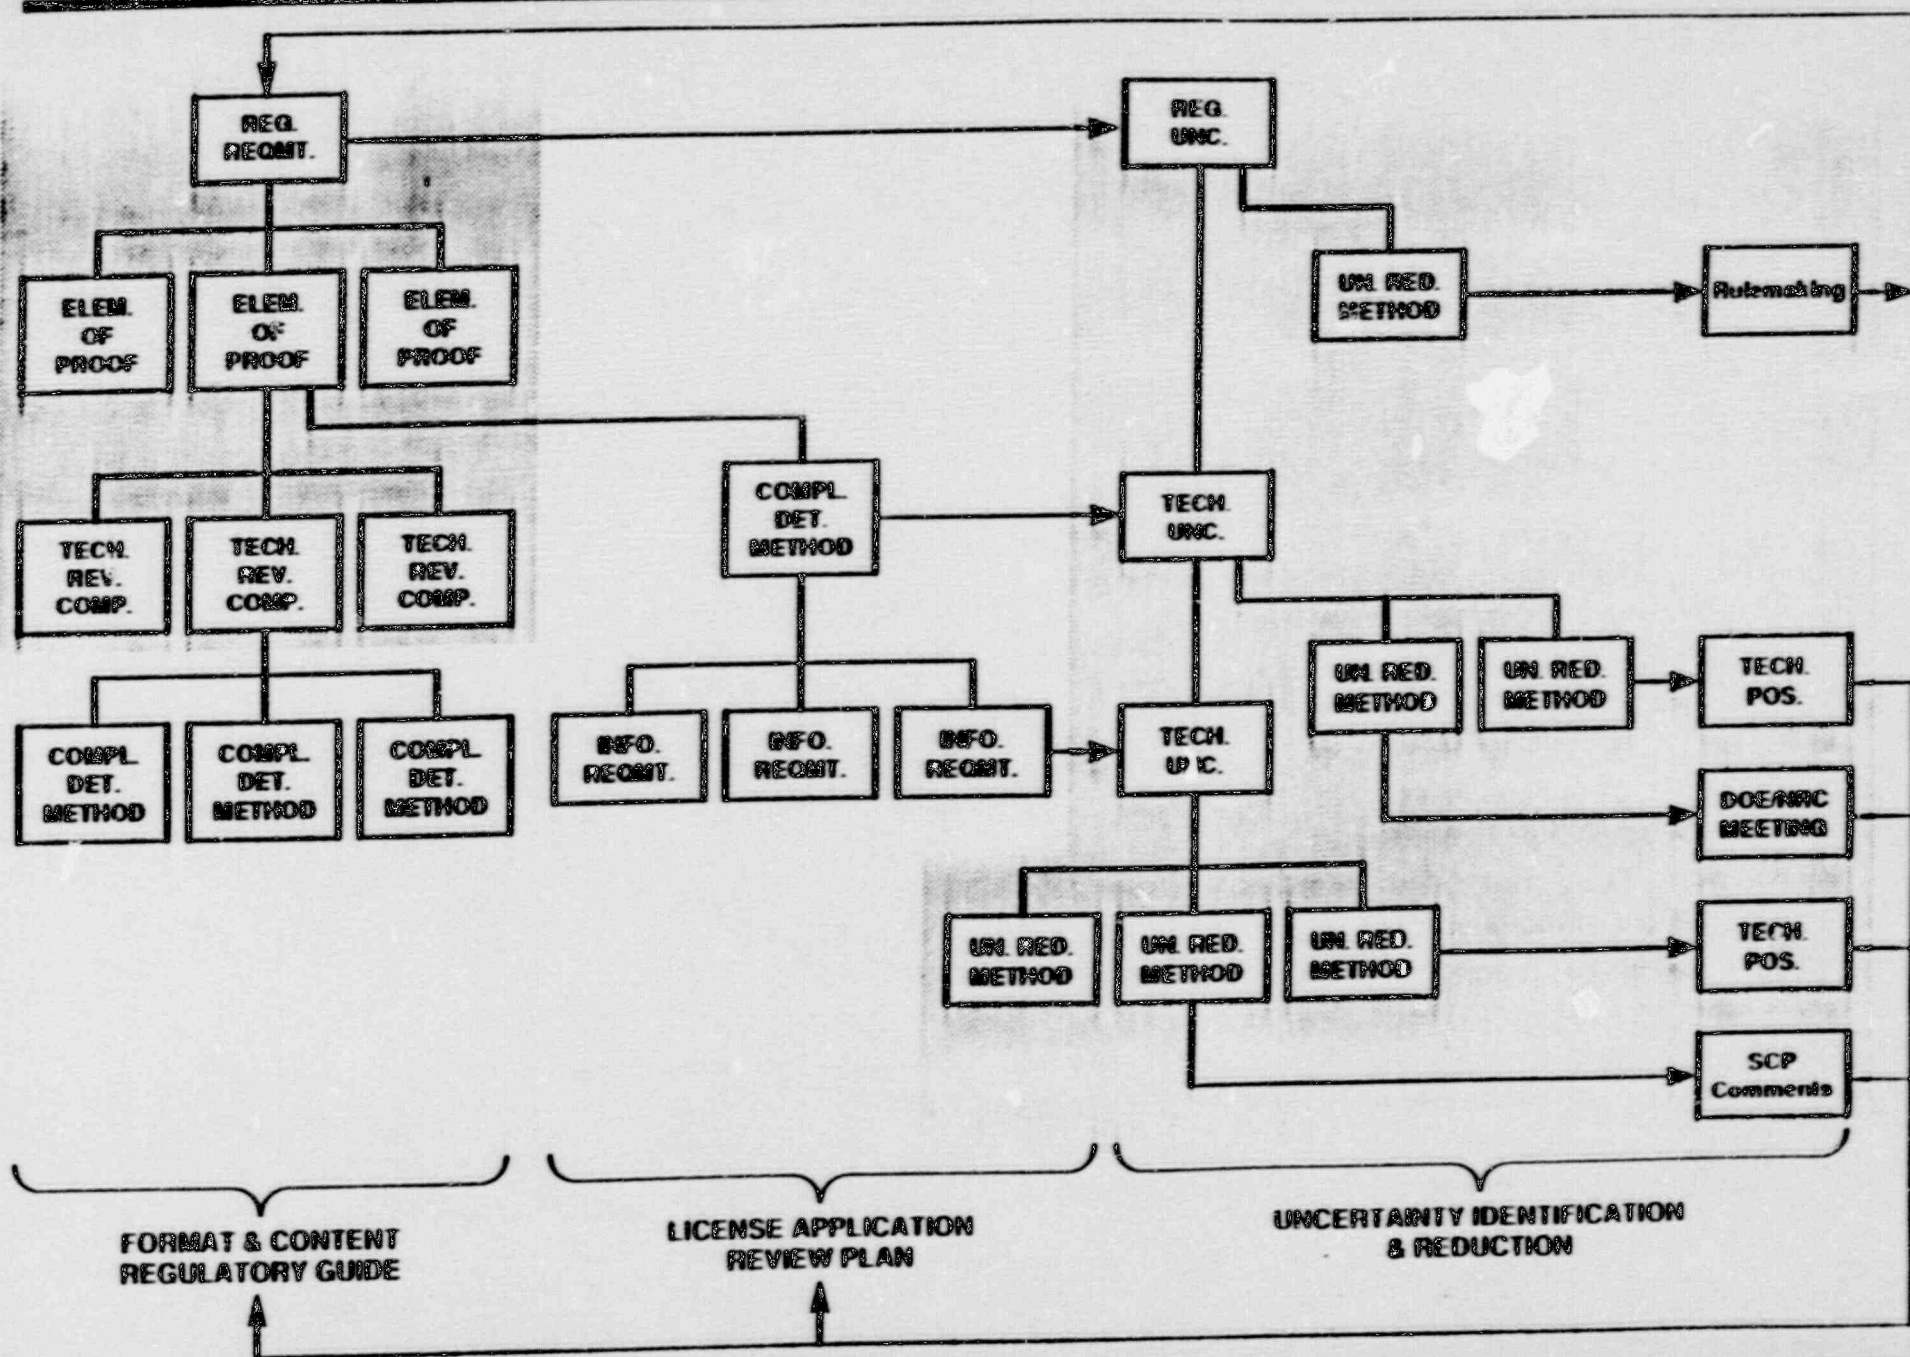 REG.
REQMT.
REG.
UNC.
UN. RED.
METHOD
Rulemaking
ELEM.
OF
PROOF
ELEM.
OF
PROOF
ELEM.
OF
PROOF
COMPL.
DET.
METHOD
TECH.
UNC.
TECH.
REV.
COMP.
TECH.
REV.
COMP.
TECH.
REV.
COMP.
UN. RED.
METHOD
UN. RED.
METHOD
TECH.
POS.
COMPL.
DET.
METHOD
COMPL.
DET.
METHOD
COMPL.
DET.
METHOD
INFO.
REQMT.
INFO.
REQMT.
INFO.
REQMT.
TECH.
UNC.
DOE/NRC
MEETING
UN. RED.
METHOD
UN. RED.
METHOD
UN. RED.
METHOD
TECH.
POS.
SCP
Comments
FORMAT & CONTENT
REGULATORY GUIDE
LICENSE APPLICATION
REVIEW PLAN
UNCERTAINTY IDENTIFICATION
& REDUCTION